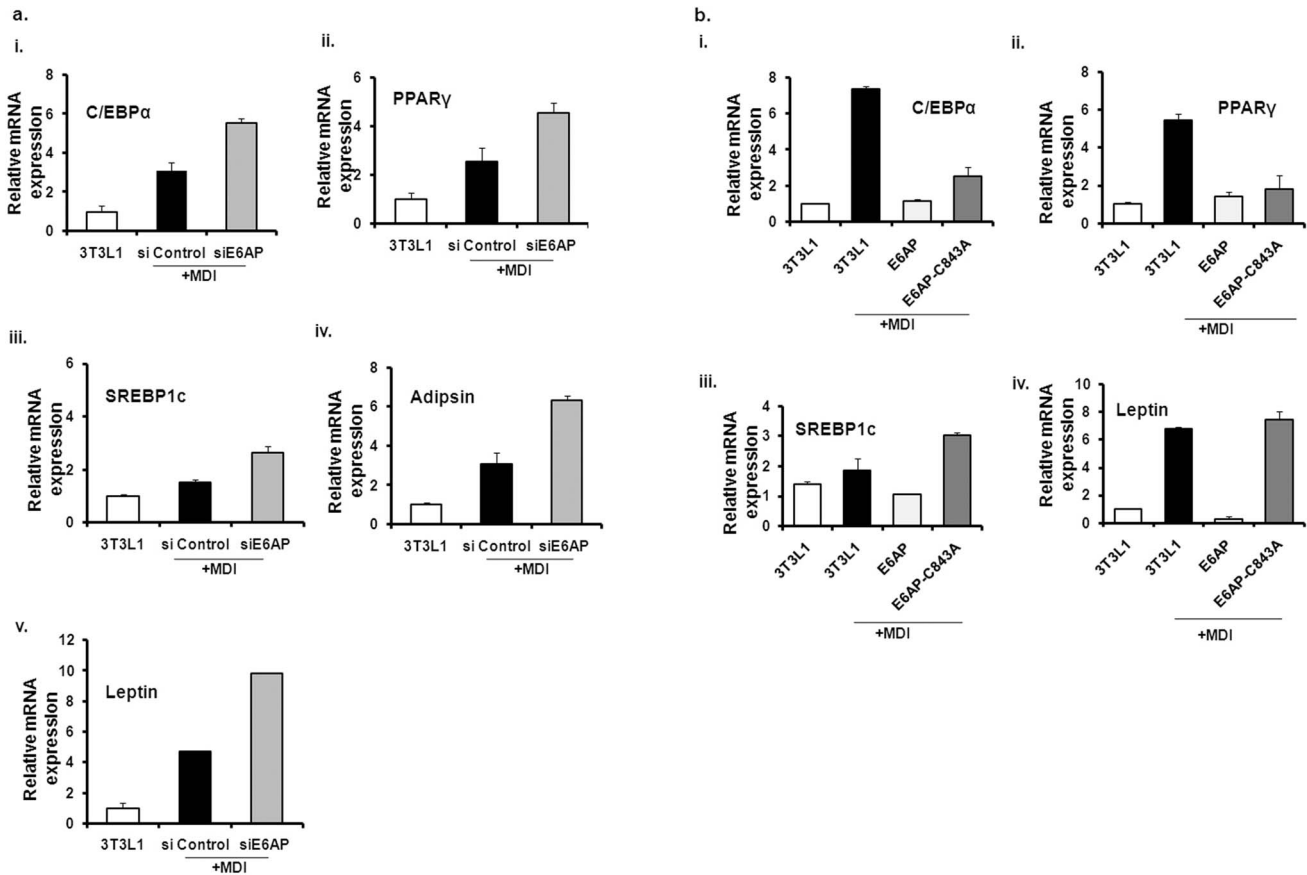 a.
i.
Relative mRNA
expression
8
6
4
2
0
C/EBPα
3T3L1 si Control siE6AP
+MDI
ii.
Relative mRNA
expression
6
4
2
0
PPARγ
3T3L1 si Control siE6AP
+MDI
iii.
Relative mRNA
expression
6
4
2
0
SREBP1c
3T3L1 si Control siE6AP
+MDI
iv.
Relative mRNA
expression
8
6
4
2
0
Adipsin
3T3L1 si Control siE6AP
+MDI
v.
Relative mRNA
expression
12
10
8
6
4
2
0
Leptin
3T3L1 si Control siE6AP
+MDI
b.
i.
Relative mRNA
expression
8
6
4
2
0
C/EBPα
3T3L1
3T3L1
E6AP
E6AP-C843A
+MDI
ii.
Relative mRNA
expression
8
6
4
2
0
PPARγ
3T3L1
3T3L1
E6AP
E6AP-C843A
+MDI
iii.
Relative mRNA
expression
4
3
2
1
0
SREBP1c
3T3L1
3T3L1
E6AP
E6AP-C843A
+MDI
iv.
Relative mRNA
expression
10
8
6
4
2
0
Leptin
3T3L1
3T3L1
E6AP
E6AP-C843A
+MDI